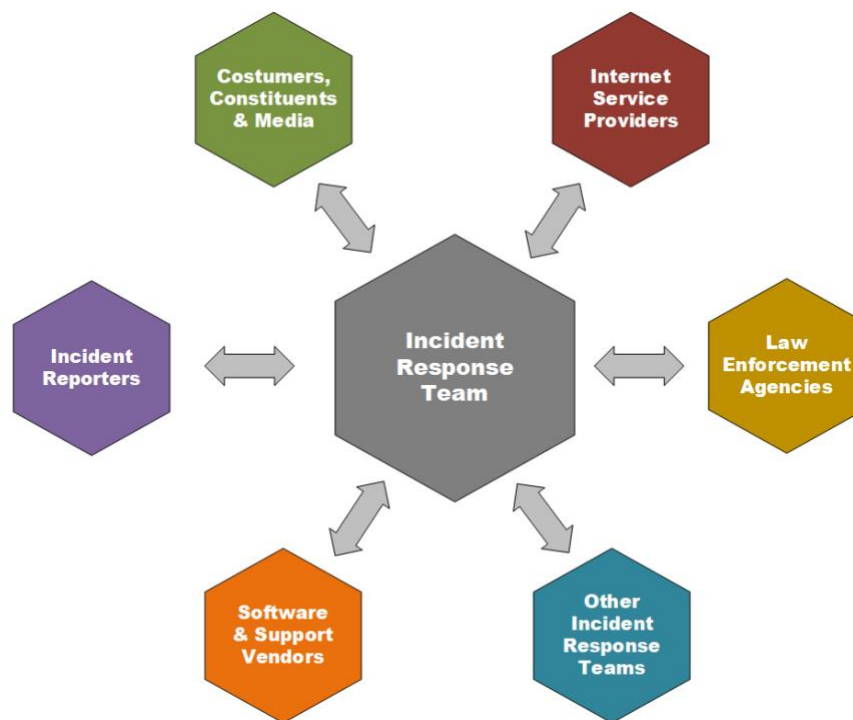 Costumers,
Constituents
& Media
Internet
Service
Providers
Incident
Reporters
Incident
Response
Team
Law
Enforcement
Agencies
Software
& Support
Vendors
Other
Incident
Response
Teams